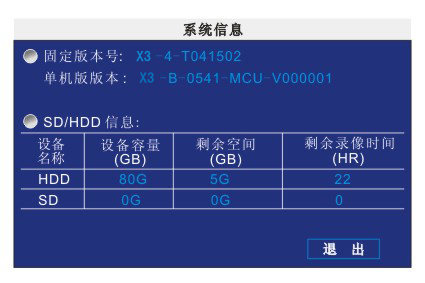 系统信息
固定版本号: X3-4-T041502
单机版版本: X3-B-0541-MCU-V000001
SD/HDD 信息:
设备名称 设备容量(GB) 剩余空间(GB) 剩余录像时间(HR)
HDD 80G 5G 22
SD 0G 0G 0
退 出